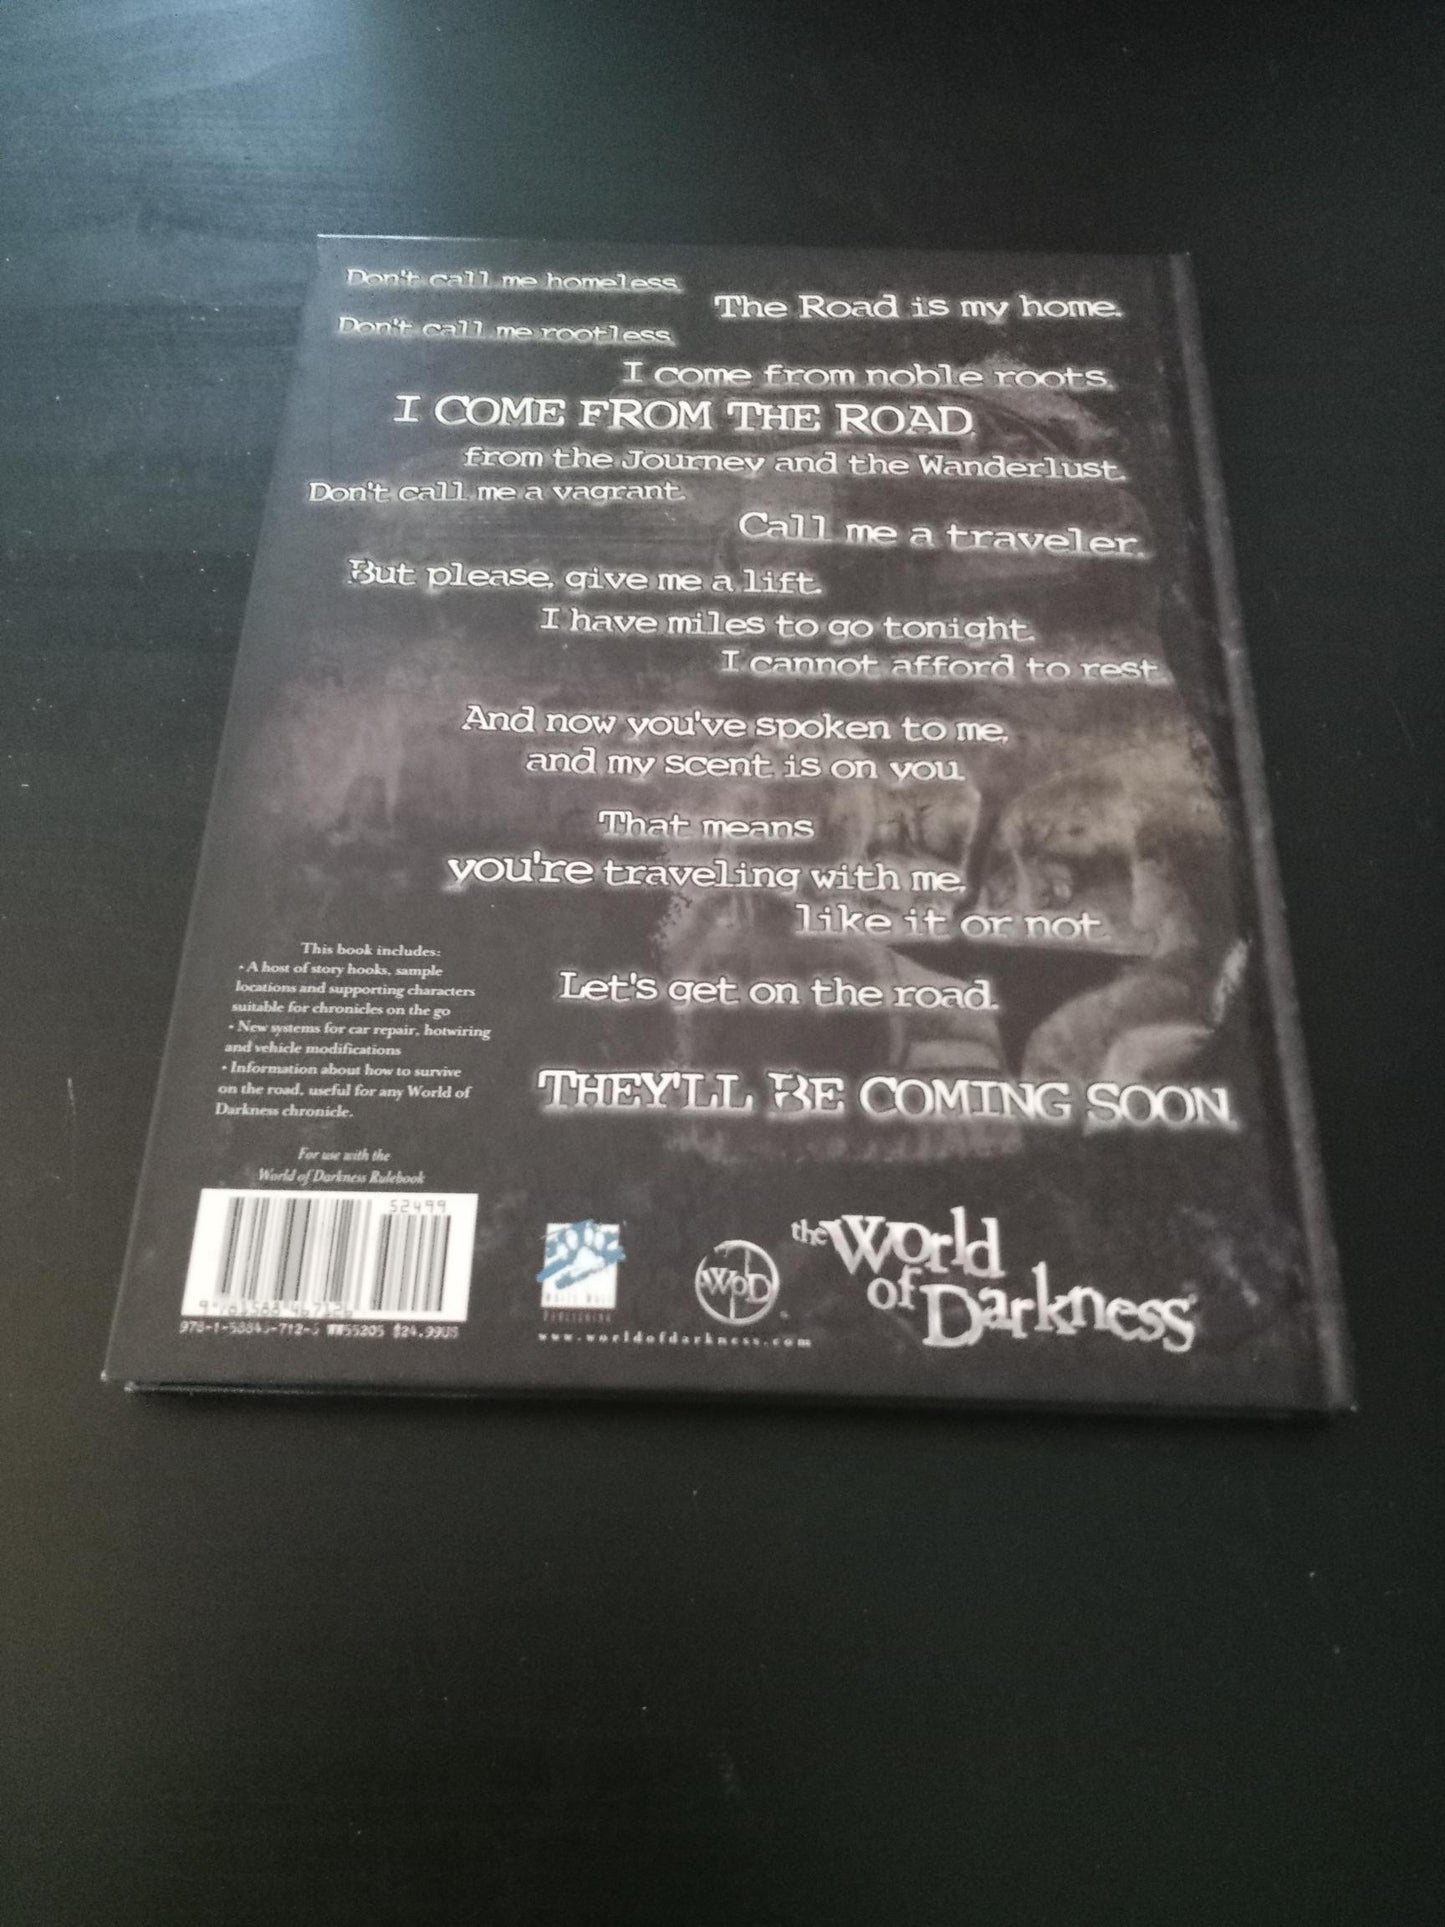 Don't call me homeless.
The Road is my home.
Don't call me rootless.
I come from noble roots.
I COME FROM THE ROAD,
from the Journey and the Wanderlust.
Don't call me a vagrant.
Call me a traveler.
But please, give me a lift.
I have miles to go tonight.
I cannot afford to rest.
And now you've spoken to me,
and my scent is on you.
That means
you're traveling with me,
like it or not.
Let's get on the road.
THEY'LL BE COMING SOON.
This book includes:
• A host of story hooks, sample
locations and supporting characters
suitable for chronicles on the go
• New systems for car repair, hotwiring
and vehicle modifications
• Information about how to survive
on the road, useful for any World of
Darkness chronicle.
For use with the
World of Darkness Rulebook
52499
WW55205 $24.99US
White Wolf
Publishing
WoD
www.worldofdarkness.com
the World
of Darkness